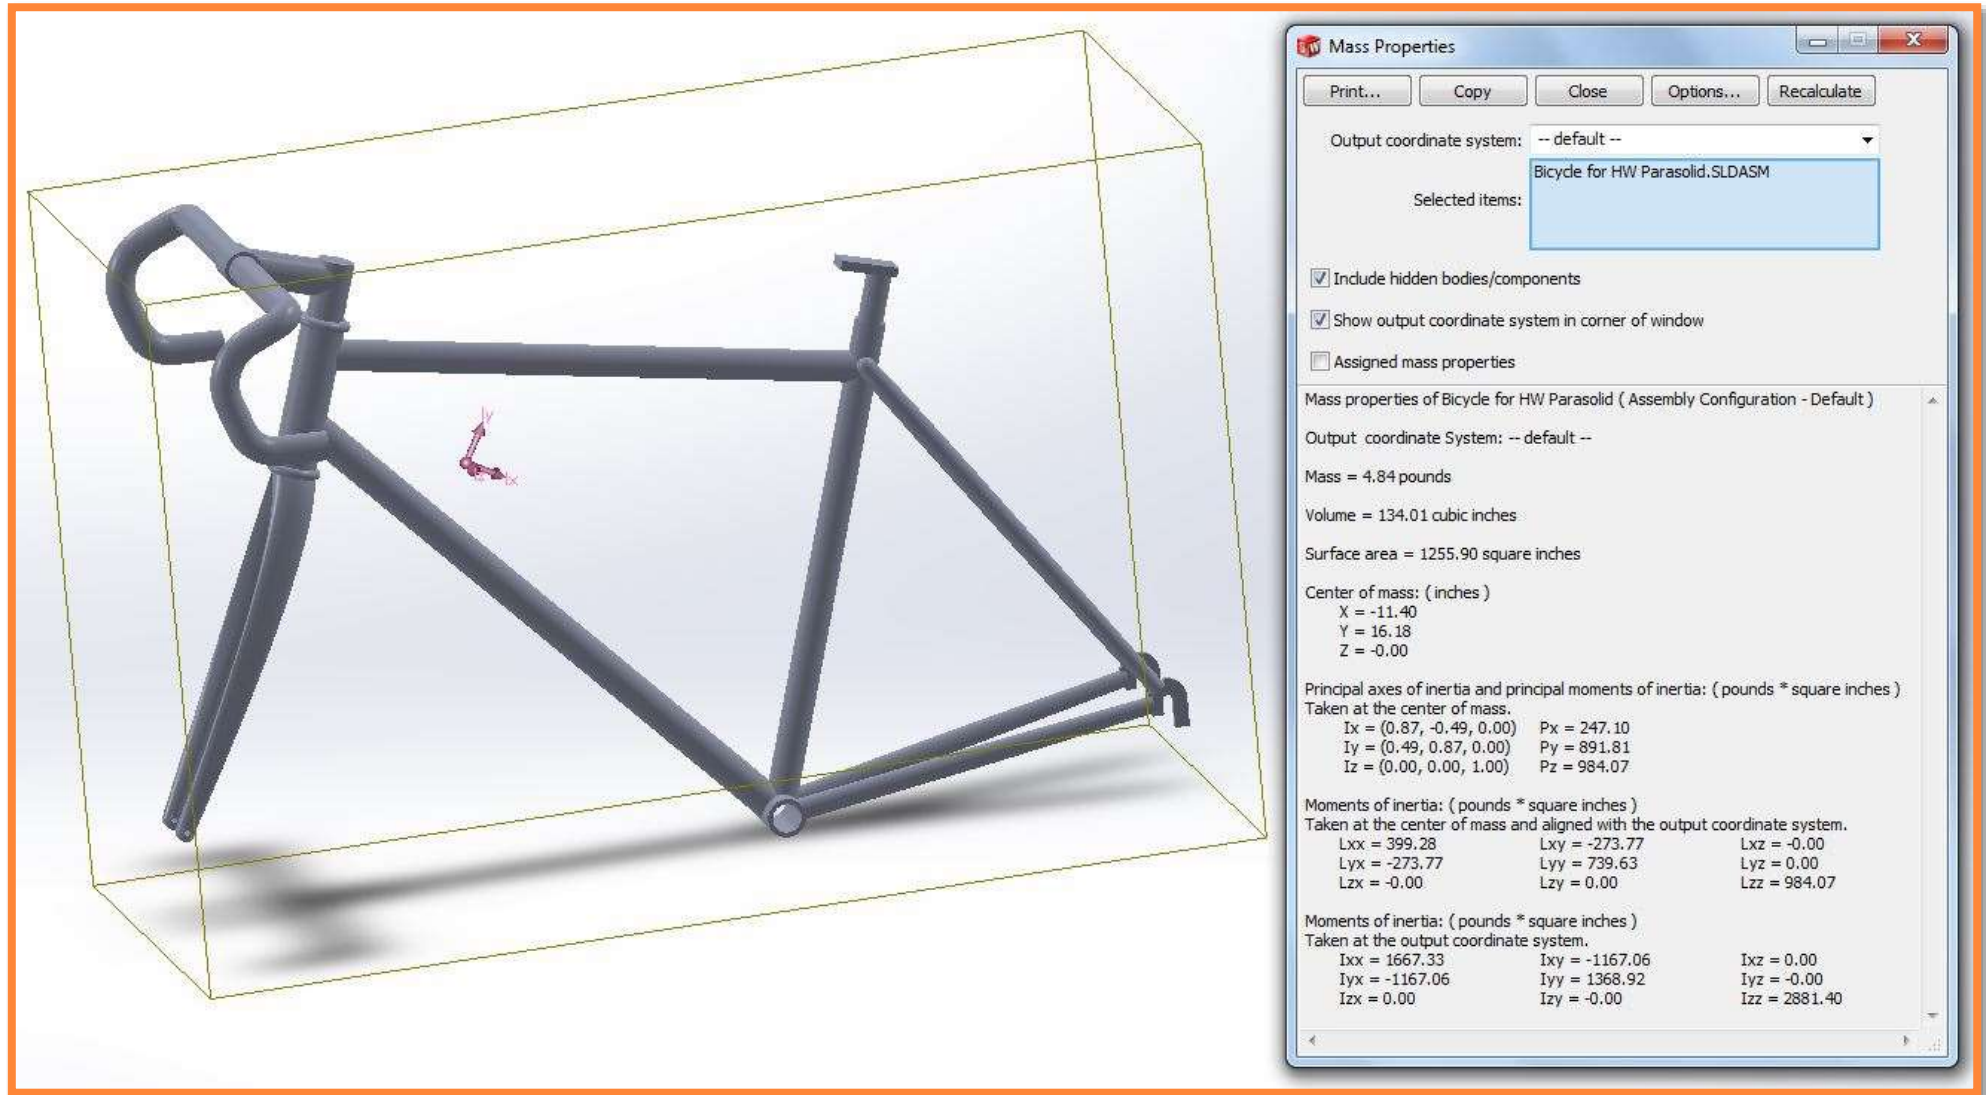 Mass Properties
Print... Copy Close Options... Recalculate
Output coordinate system: -- default --
Bicycle for HW Parasolid.SLDASM
Selected items:
Include hidden bodies/components
Show output coordinate system in corner of window
Assigned mass properties
Mass properties of Bicycle for HW Parasolid ( Assembly Configuration - Default )
Output coordinate System: -- default --
Mass = 4.84 pounds
Volume = 134.01 cubic inches
Surface area = 1255.90 square inches
Center of mass: ( inches )
X = -11.40
Y = 16.18
Z = -0.00
Principal axes of inertia and principal moments of inertia: ( pounds * square inches )
Taken at the center of mass.
Ix = (0.87, -0.49, 0.00) Px = 247.10
Iy = (0.49, 0.87, 0.00) Py = 891.81
Iz = (0.00, 0.00, 1.00) Pz = 984.07
Moments of inertia: ( pounds * square inches )
Taken at the center of mass and aligned with the output coordinate system.
Lxx = 399.28 Lxy = -273.77 Lxz = -0.00
Lyx = -273.77 Lyy = 739.63 Lyz = 0.00
Lzx = -0.00 Lzy = 0.00 Lzz = 984.07
Moments of inertia: ( pounds * square inches )
Taken at the output coordinate system.
Ixx = 1667.33 Ixy = -1167.06 Ixz = 0.00
Iyx = -1167.06 Iyy = 1368.92 Iyz = -0.00
Izx = 0.00 Izy = -0.00 Izz = 2881.40
Iy
Ix